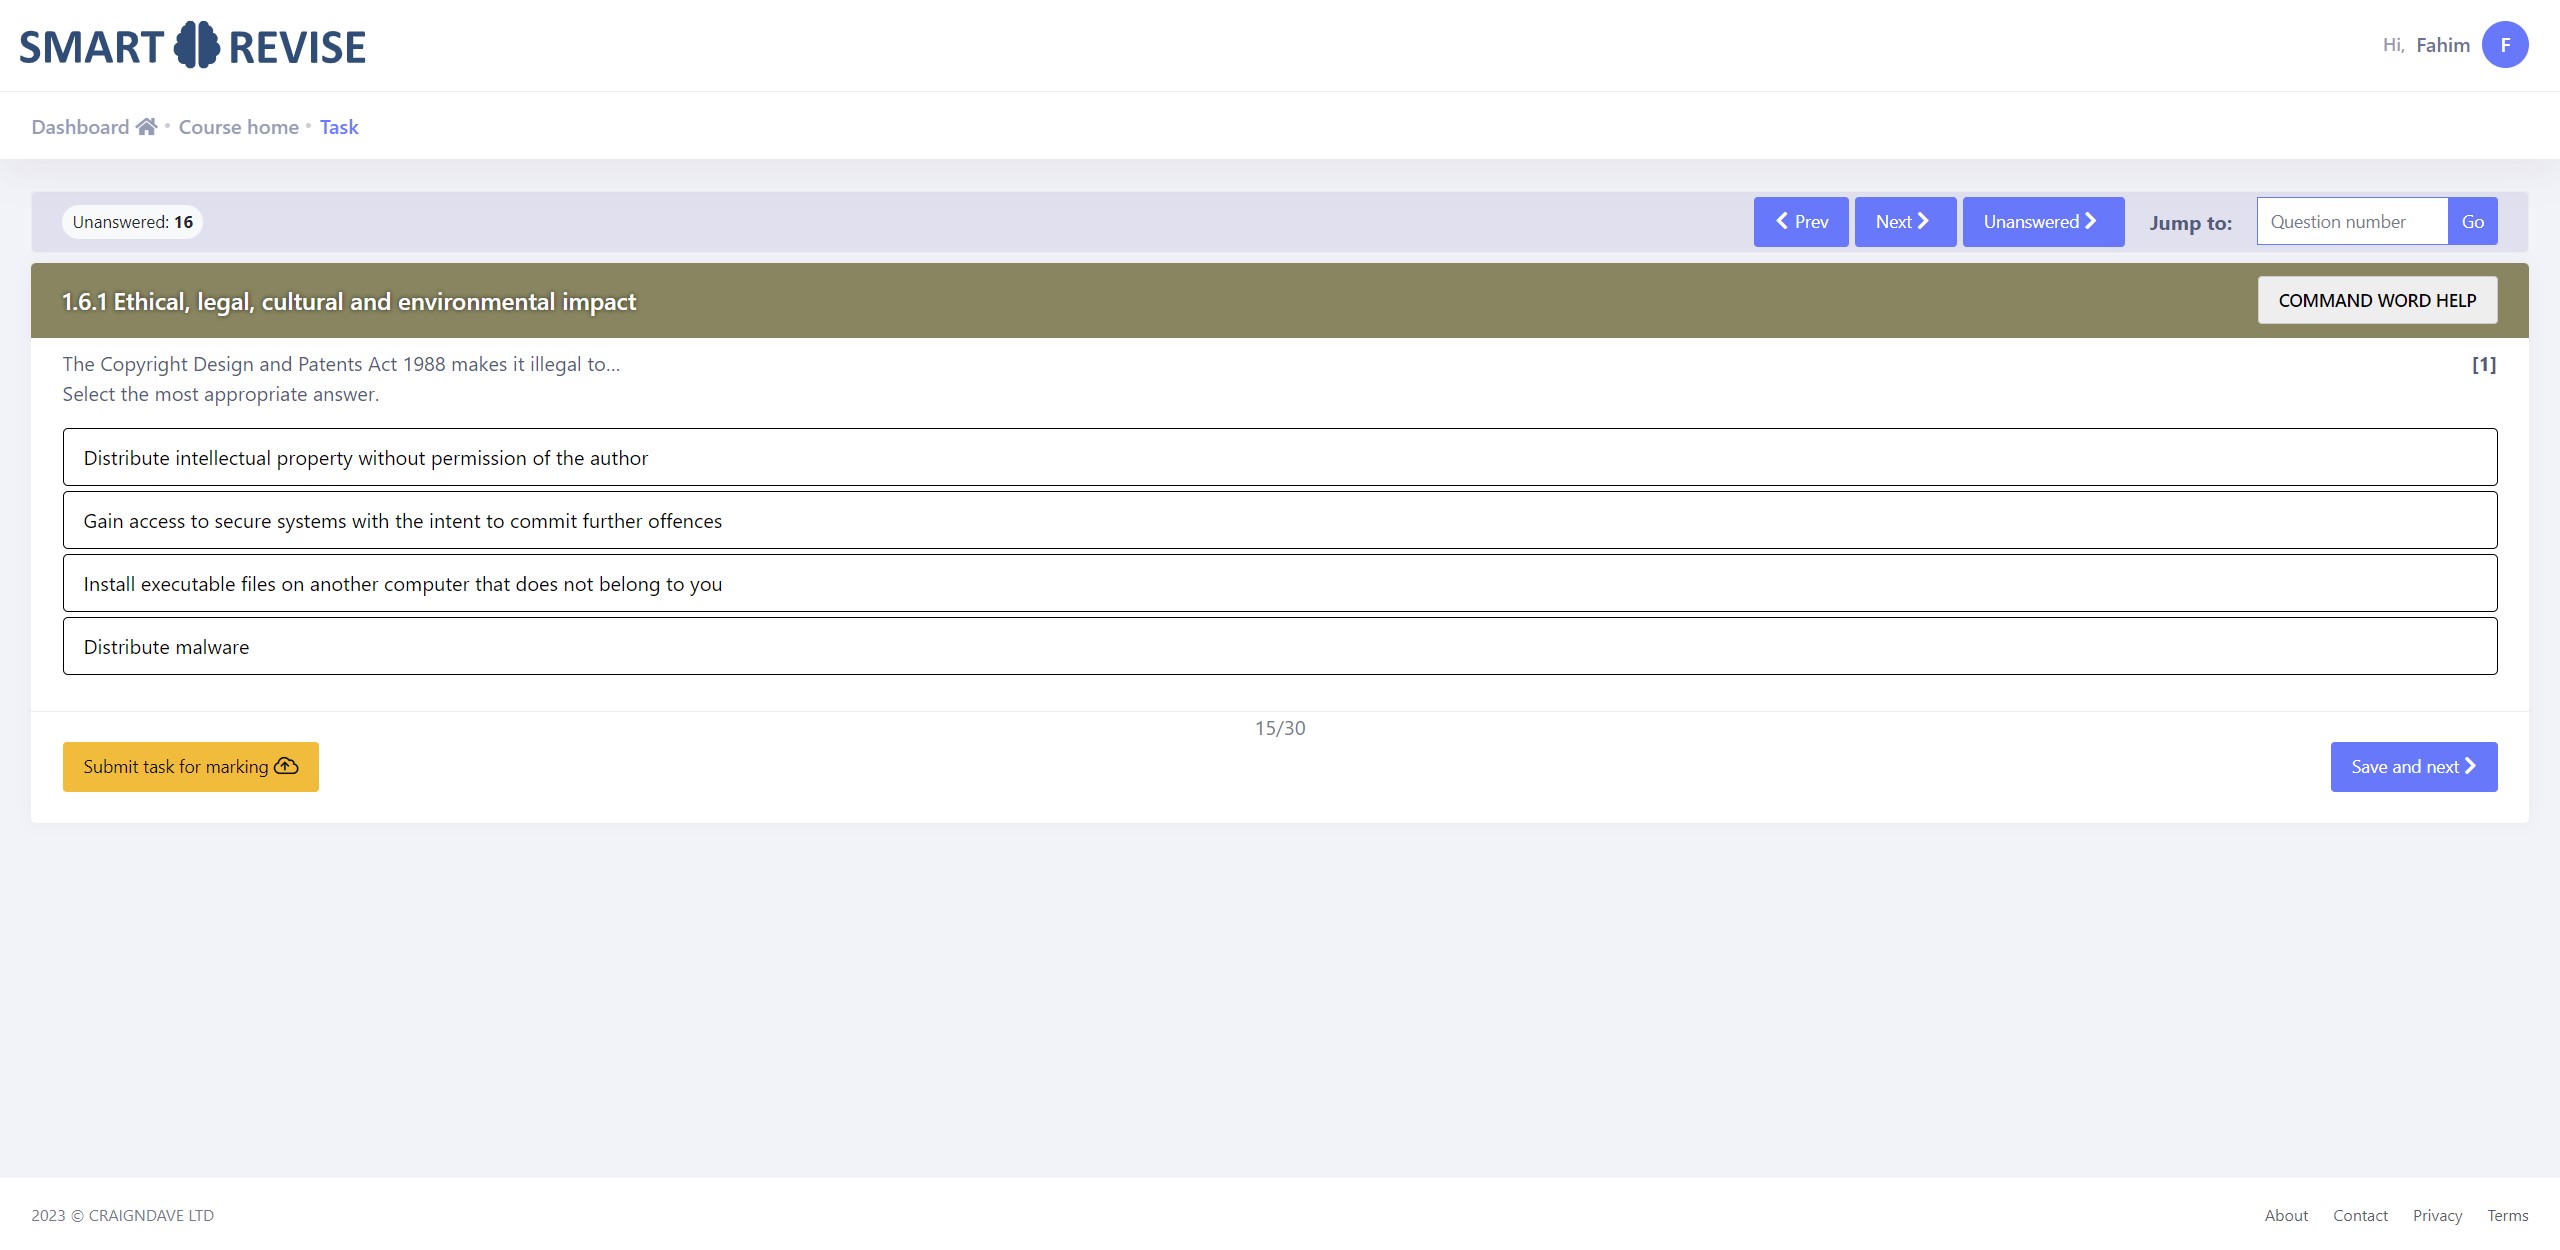 SMART REVISE
Hi, Fahim F
Dashboard • Course home • Task
Unanswered: 16
Prev
Next
Unanswered
Jump to:
Question number
Go
1.6.1 Ethical, legal, cultural and environmental impact
COMMAND WORD HELP
The Copyright Design and Patents Act 1988 makes it illegal to...
[1]
Select the most appropriate answer.
Distribute intellectual property without permission of the author
Gain access to secure systems with the intent to commit further offences
Install executable files on another computer that does not belong to you
Distribute malware
15/30
Submit task for marking
Save and next
2023 © CRAIGNDAVE LTD
About Contact Privacy Terms